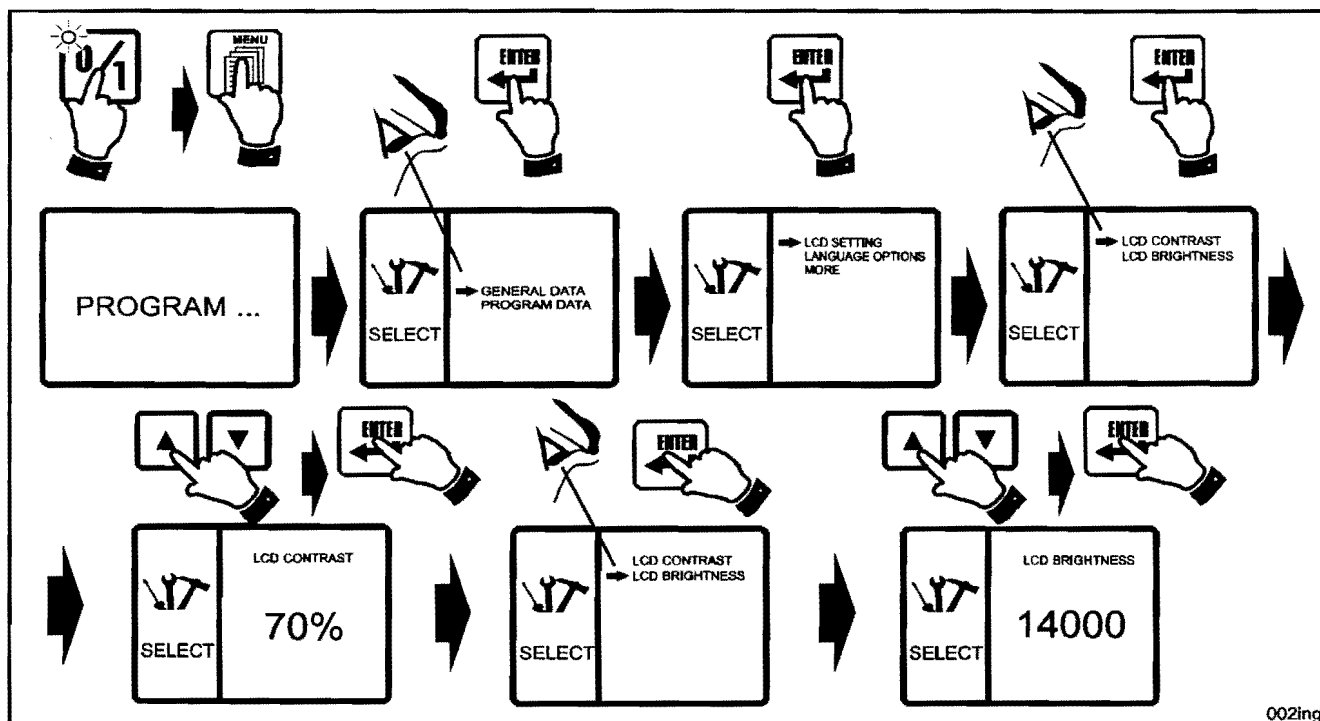 0/1
MENU
ENTER
ENTER
ENTER
PROGRAM ...
SELECT
GENERAL DATA
PROGRAM DATA
SELECT
LCD SETTING
LANGUAGE OPTIONS
MORE
SELECT
LCD CONTRAST
LCD BRIGHTNESS
ENTER
ENTER
ENTER
SELECT
LCD CONTRAST
70%
SELECT
LCD CONTRAST
LCD BRIGHTNESS
SELECT
LCD BRIGHTNESS
14000
002ing